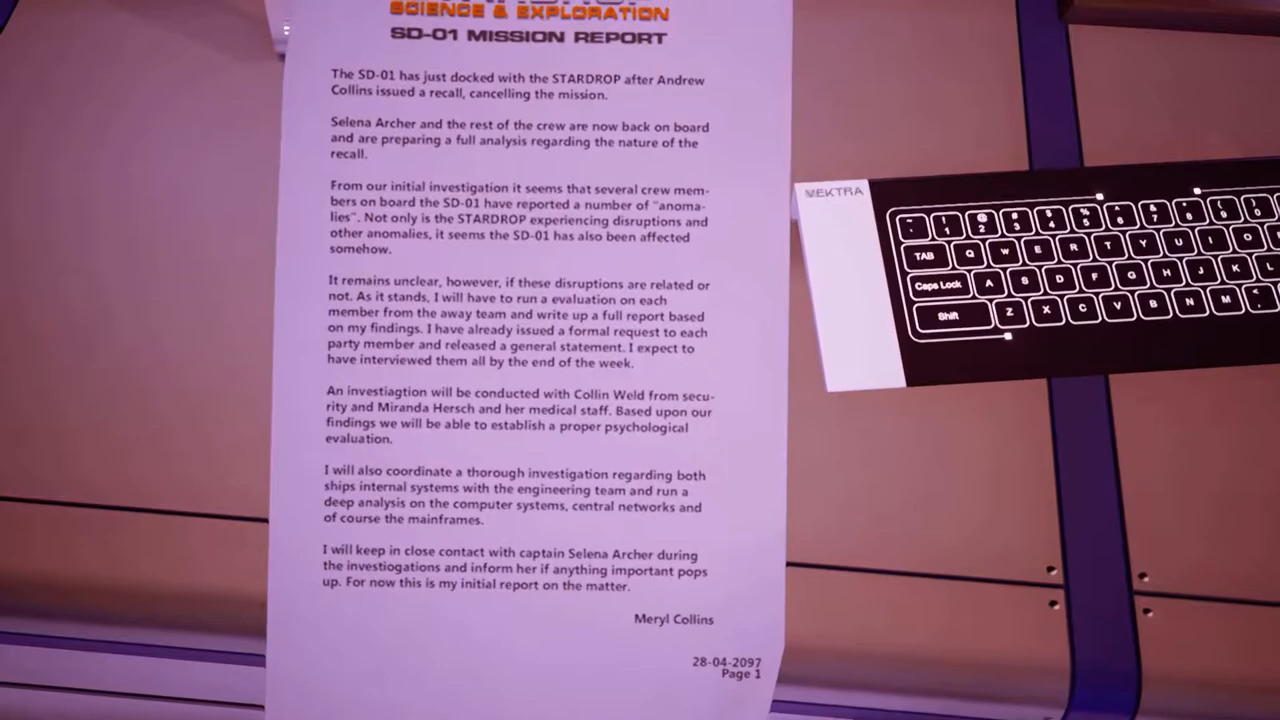 SCIENCE & EXPLORATION
SD-01 MISSION REPORT
The SD-01 has just docked with the STARDROP after Andrew
Collins issued a recall, cancelling the mission.
Selena Archer and the rest of the crew are now back on board
and are preparing a full analysis regarding the nature of the
recall.
From our initial investigation it seems that several crew mem-
bers on board the SD-01 have reported a number of "anoma-
lies". Not only is the STARDROP experiencing disruptions and
other anomalies, it seems the SD-01 has also been affected
somehow.
It remains unclear, however, if these disruptions are related or
not. As it stands, I will have to run a evaluation on each
member from the away team and write up a full report based
on my findings. I have already issued a formal request to each
party member and released a general statement. I expect to
have interviewed them all by the end of the week.
An investiagtion will be conducted with Collin Weld from secu-
rity and Miranda Hersch and her medical staff. Based upon our
findings we will be able to establish a proper psychological
evaluation.
I will also coordinate a thorough investigation regarding both
ships internal systems with the engineering team and run a
deep analysis on the computer systems, central networks and
of course the mainframes.
I will keep in close contact with captain Selena Archer during
the investiogations and inform her if anything important pops
up. For now this is my initial report on the matter.
Meryl Collins
28-04-2097
Page 1
MEKTRA
1 2 3 4 5 6 7 8 9 0
TAB Q W E R T Y U I O
Caps Lock A S D F G H J K L
Shift Z X C V B N M